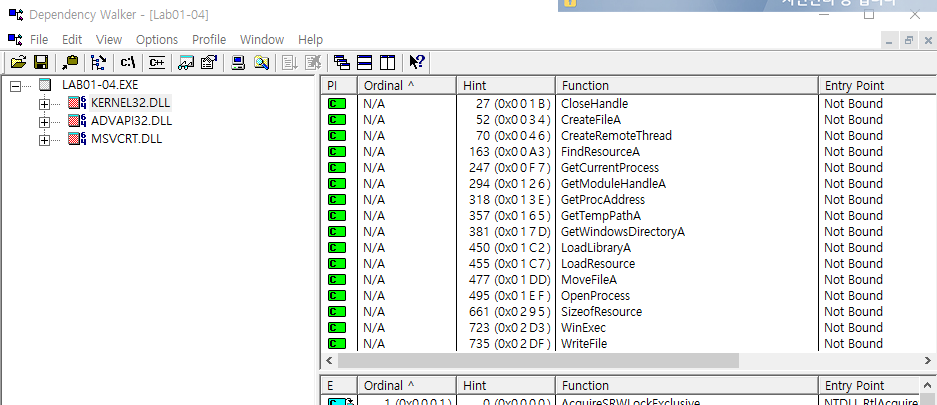 Dependency Walker - [Lab01-04]
File Edit View Options Profile Window Help
LAB01-04.EXE
KERNEL32.DLL
ADVAPI32.DLL
MSVCRT.DLL
PI Ordinal ^ Hint Function Entry Point
N/A 27 (0x001B) CloseHandle Not Bound
N/A 52 (0x0034) CreateFileA Not Bound
N/A 70 (0x0046) CreateRemoteThread Not Bound
N/A 163 (0x00A3) FindResourceA Not Bound
N/A 247 (0x00F7) GetCurrentProcess Not Bound
N/A 294 (0x0126) GetModuleHandleA Not Bound
N/A 318 (0x013E) GetProcAddress Not Bound
N/A 357 (0x0165) GetTempPathA Not Bound
N/A 381 (0x017D) GetWindowsDirectoryA Not Bound
N/A 450 (0x01C2) LoadLibraryA Not Bound
N/A 455 (0x01C7) LoadResource Not Bound
N/A 477 (0x01DD) MoveFileA Not Bound
N/A 495 (0x01EF) OpenProcess Not Bound
N/A 661 (0x0295) SizeofResource Not Bound
N/A 723 (0x02D3) WinExec Not Bound
N/A 735 (0x02DF) WriteFile Not Bound
E Ordinal ^ Hint Function Entry Point
1 (0x0001) 0 (0x0000) AcquireSRWLockExclusive NTDLL.RtlAcquire